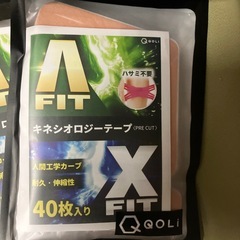 QOLi
Λ
FIT
ハサミ不要
キネシオロジーテープ (PRE CUT)
人間工学カーブ
耐久・伸縮性
X
FIT
40枚入り
QOLi